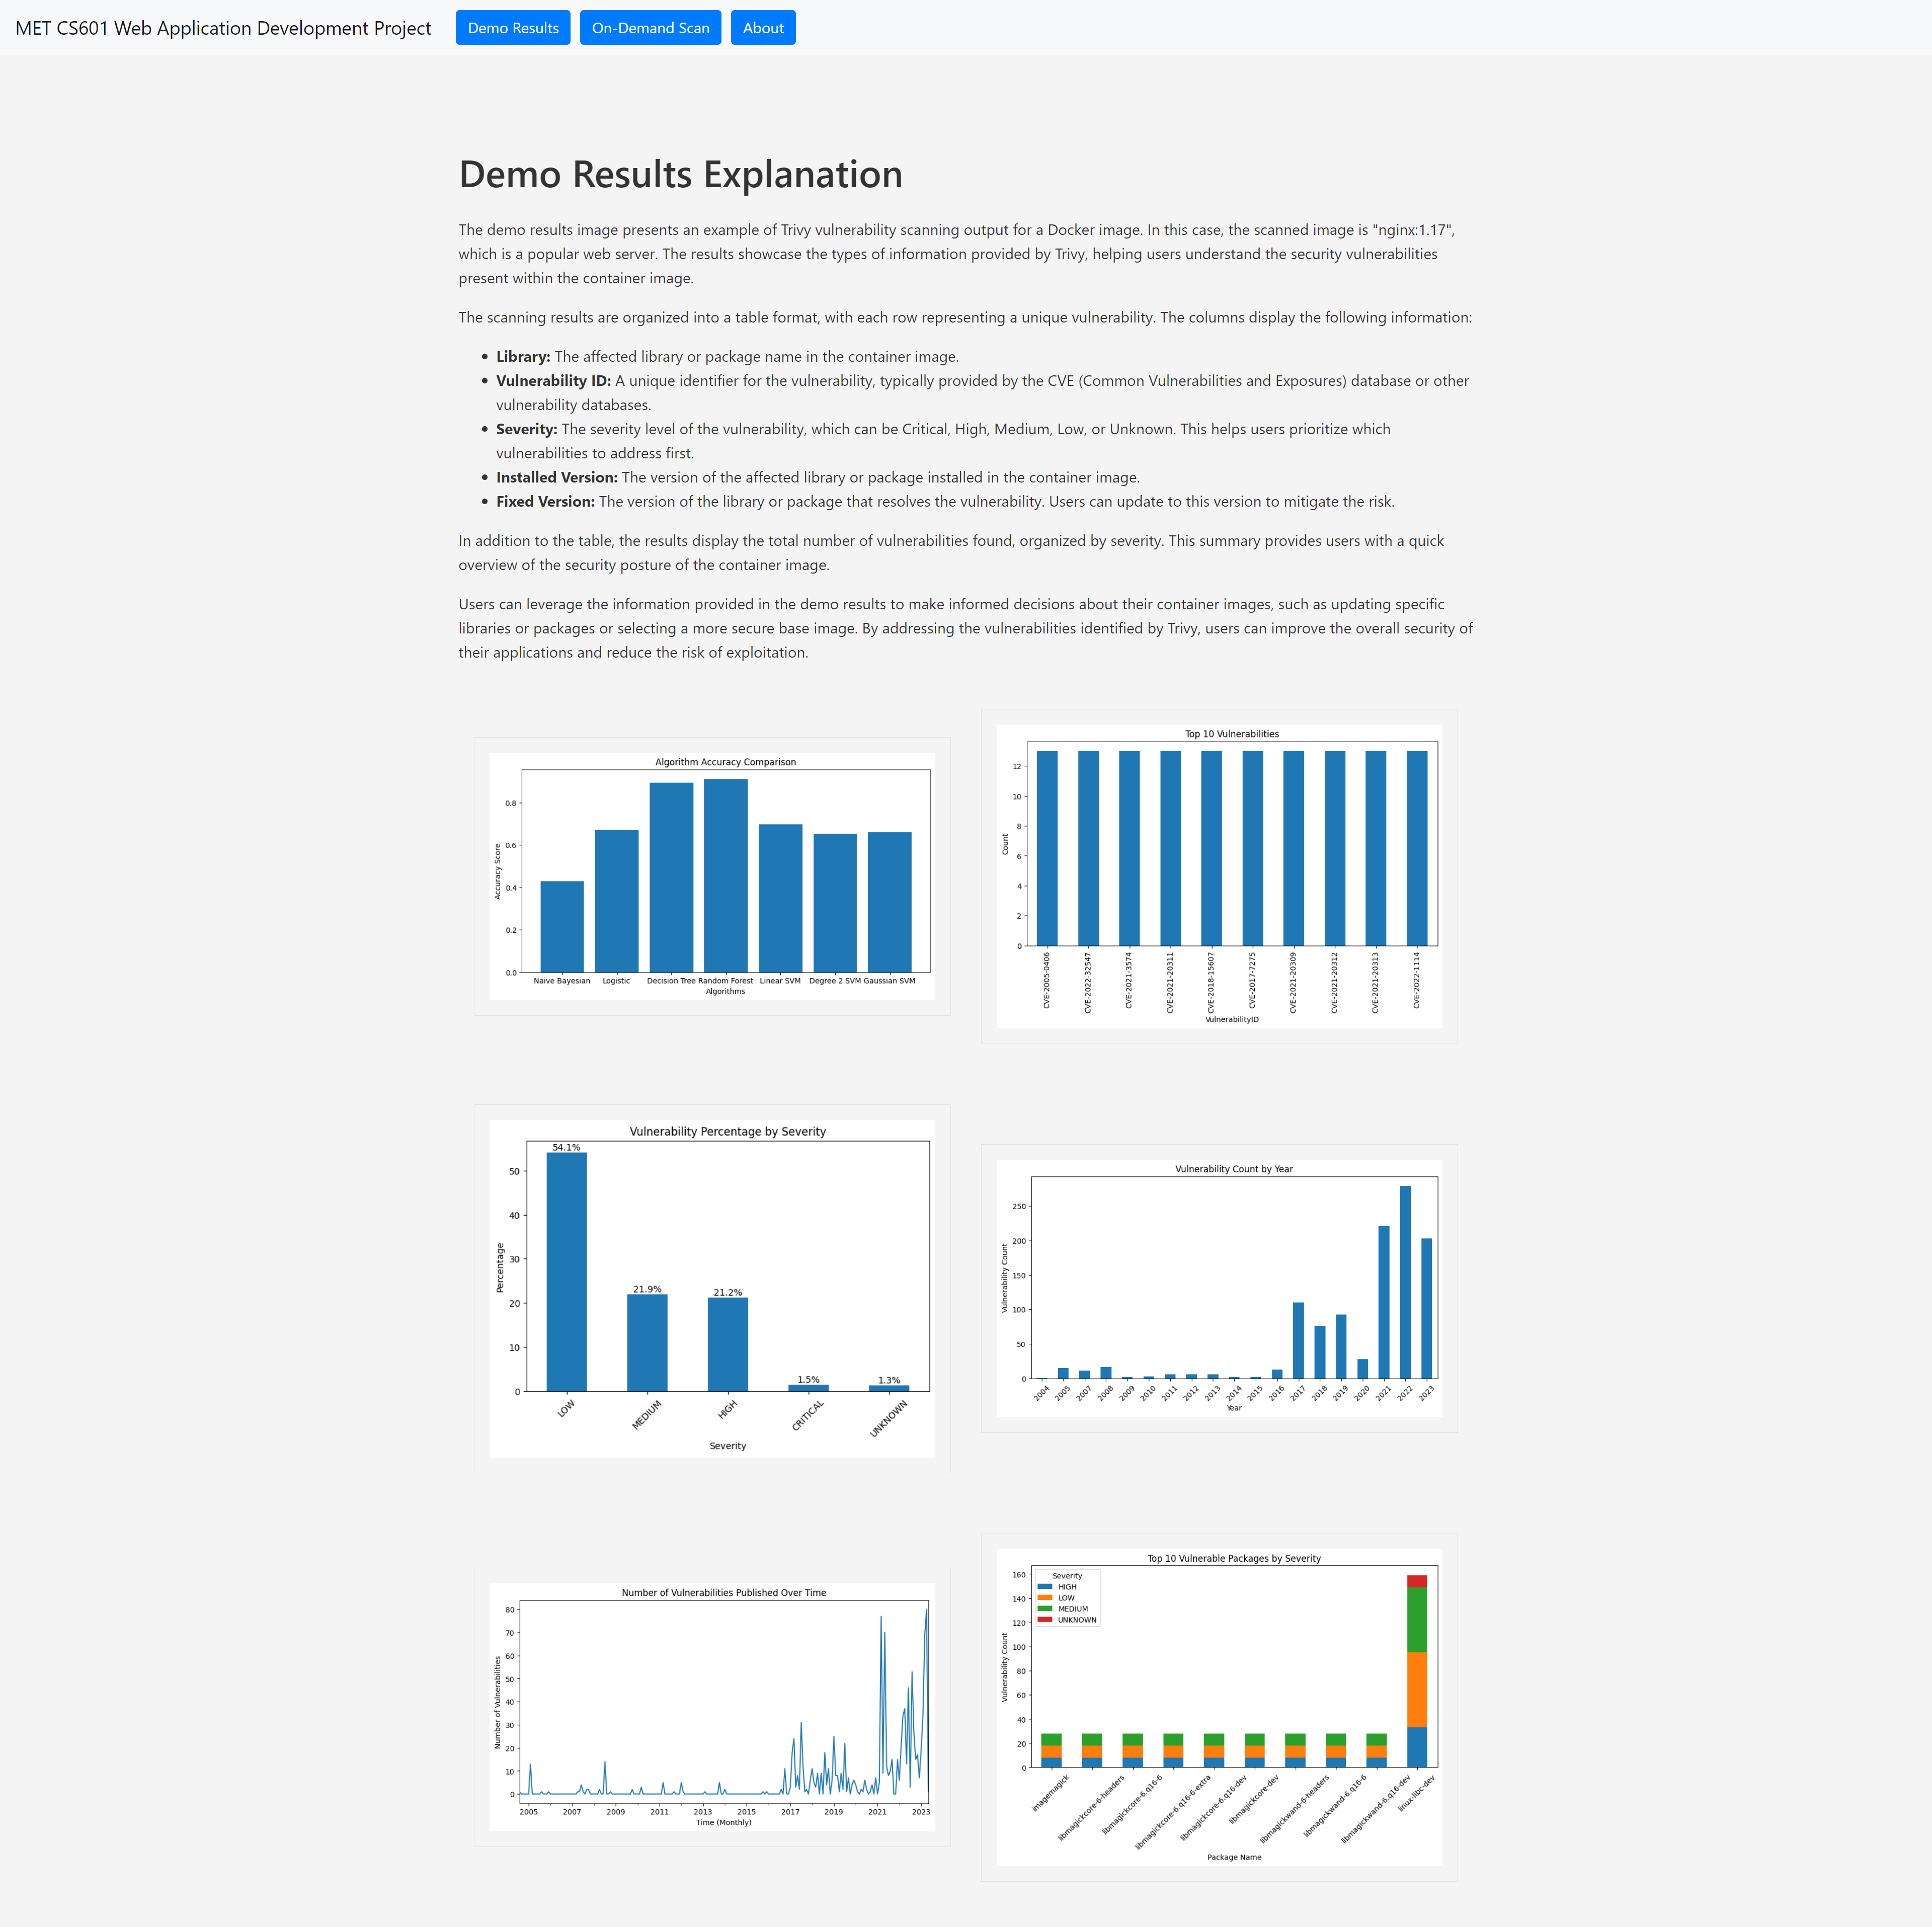 MET CS601 Web Application Development Project
Demo Results
On-Demand Scan
About
Demo Results Explanation
The demo results image presents an example of Trivy vulnerability scanning output for a Docker image. In this case, the scanned image is "nginx:1.17",
which is a popular web server. The results showcase the types of information provided by Trivy, helping users understand the security vulnerabilities
present within the container image.
The scanning results are organized into a table format, with each row representing a unique vulnerability. The columns display the following information:
• Library: The affected library or package name in the container image.
• Vulnerability ID: A unique identifier for the vulnerability, typically provided by the CVE (Common Vulnerabilities and Exposures) database or other
vulnerability databases.
• Severity: The severity level of the vulnerability, which can be Critical, High, Medium, Low, or Unknown. This helps users prioritize which
vulnerabilities to address first.
• Installed Version: The version of the affected library or package installed in the container image.
• Fixed Version: The version of the library or package that resolves the vulnerability. Users can update to this version to mitigate the risk.
In addition to the table, the results display the total number of vulnerabilities found, organized by severity. This summary provides users with a quick
overview of the security posture of the container image.
Users can leverage the information provided in the demo results to make informed decisions about their container images, such as updating specific
libraries or packages or selecting a more secure base image. By addressing the vulnerabilities identified by Trivy, users can improve the overall security of
their applications and reduce the risk of exploitation.
Algorithm Accuracy Comparison
Accuracy Score
0.8
0.6
0.4
0.2
0.0
Naive Bayesian
Logistic
Decision Tree
Random Forest
Linear SVM
Degree 2 SVM
Gaussian SVM
Algorithms
Top 10 Vulnerabilities
Count
12
10
8
6
4
2
0
CVE-2005-0406
CVE-2022-32547
CVE-2021-3574
CVE-2021-20311
CVE-2018-15607
CVE-2017-7275
CVE-2021-20309
CVE-2021-20312
CVE-2021-20313
CVE-2022-1114
VulnerabilityID
Vulnerability Percentage by Severity
Percentage
50
40
30
20
10
0
54.1%
21.9%
21.2%
1.5%
1.3%
LOW
MEDIUM
HIGH
CRITICAL
UNKNOWN
Severity
Vulnerability Count by Year
Vulnerability Count
250
200
150
100
50
0
2004
2005
2007
2008
2009
2010
2011
2012
2013
2014
2015
2016
2017
2018
2019
2020
2021
2022
2023
Year
Number of Vulnerabilities Published Over Time
Number of Vulnerabilities
80
70
60
50
40
30
20
10
0
2005
2007
2009
2011
2013
2015
2017
2019
2021
2023
Time (Monthly)
Top 10 Vulnerable Packages by Severity
Severity
HIGH
LOW
MEDIUM
UNKNOWN
Vulnerability Count
160
140
120
100
80
60
40
20
0
imagemagick
libmagickcore-6-headers
libmagickcore-6.q16-6
libmagickcore-6.q16-6-extra
libmagickcore-6.q16-dev
libmagickcore-dev
libmagickwand-6-headers
libmagickwand-6.q16-6
libmagickwand-6.q16-dev
linux-libc-dev
Package Name